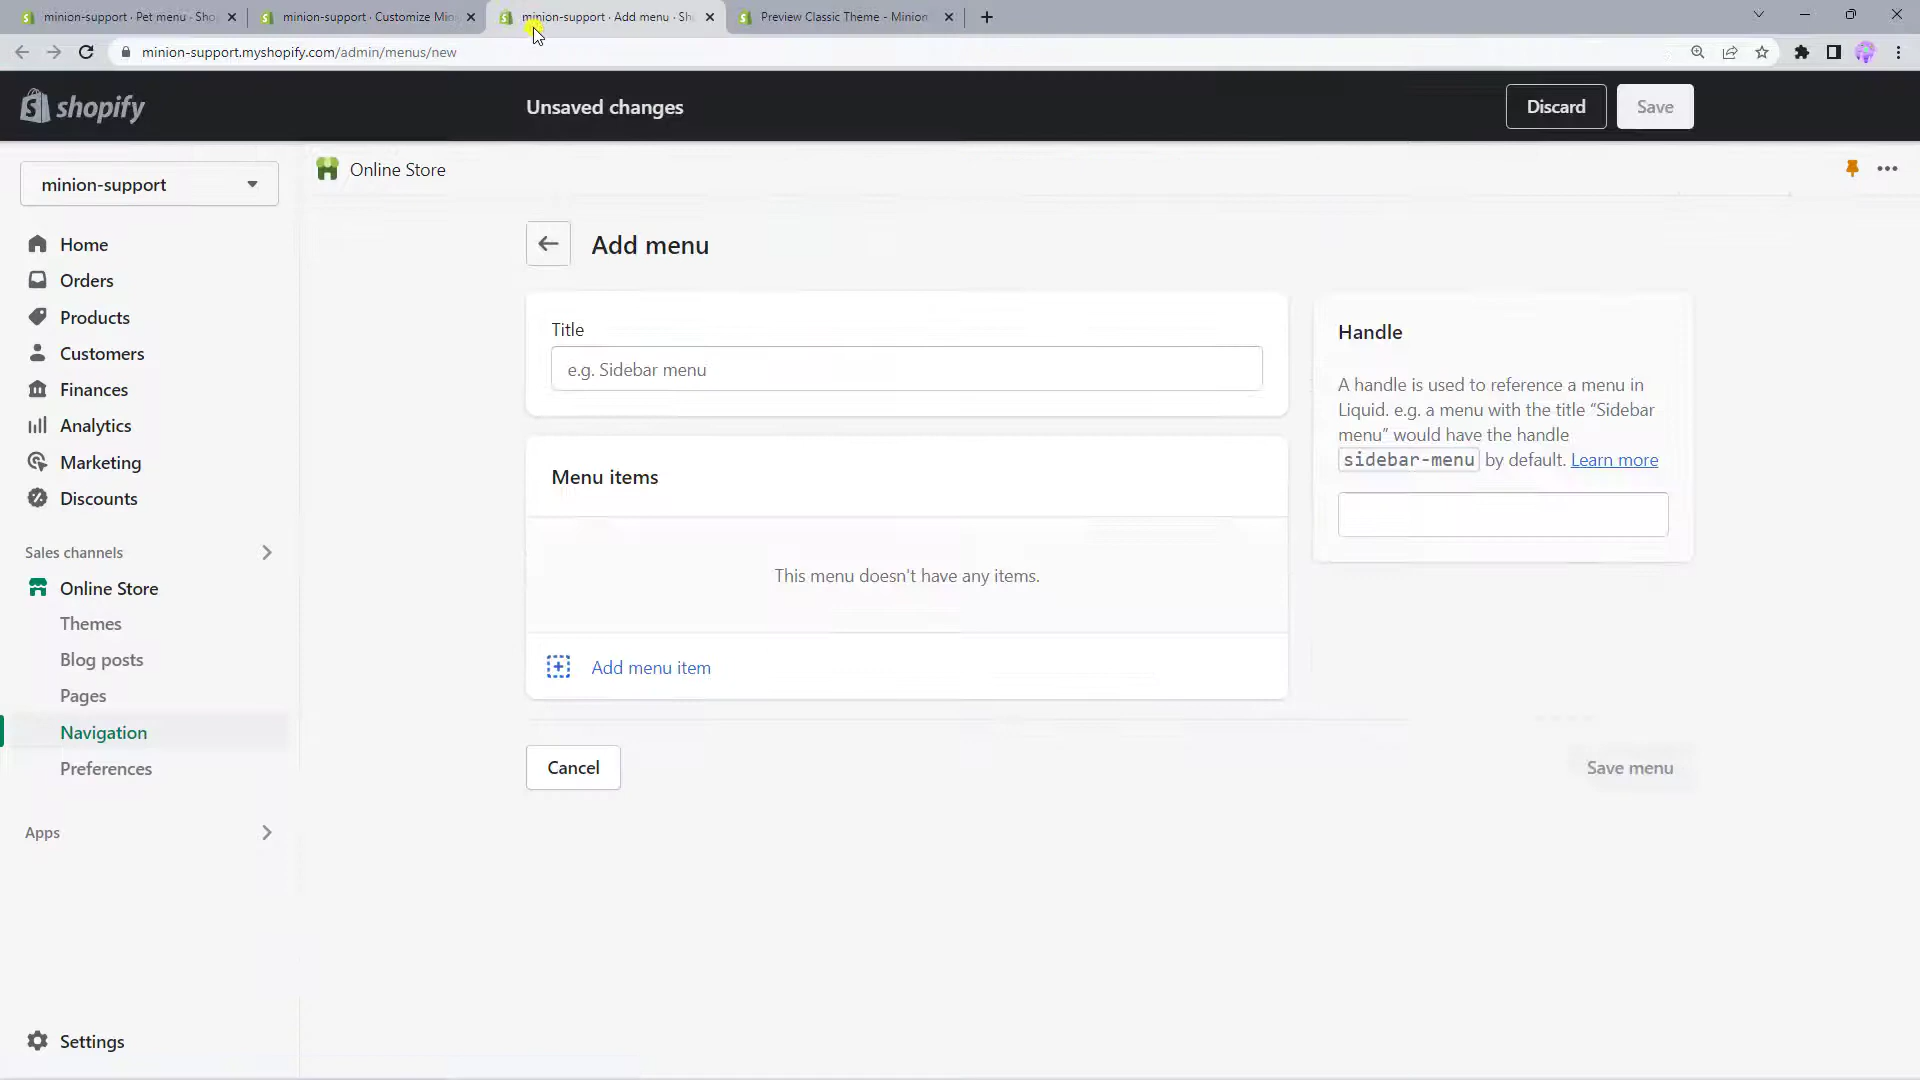 minion-support · Pet menu · Sho
minion-support · Customize Min
minion-support · Add menu · Sh
Preview Classic Theme - Minion
minion-support.myshopify.com/admin/menus/new
shopify
Unsaved changes
Discard
Save
minion-support
Online Store
Home
Orders
Products
Customers
Finances
Analytics
Marketing
Discounts
Sales channels
Online Store
Themes
Blog posts
Pages
Navigation
Preferences
Apps
Settings
Add menu
Title
e.g. Sidebar menu
Menu items
This menu doesn't have any items.
Add menu item
Cancel
Handle
A handle is used to reference a menu in
Liquid. e.g. a menu with the title “Sidebar
menu” would have the handle
sidebar-menu by default. Learn more
Save menu